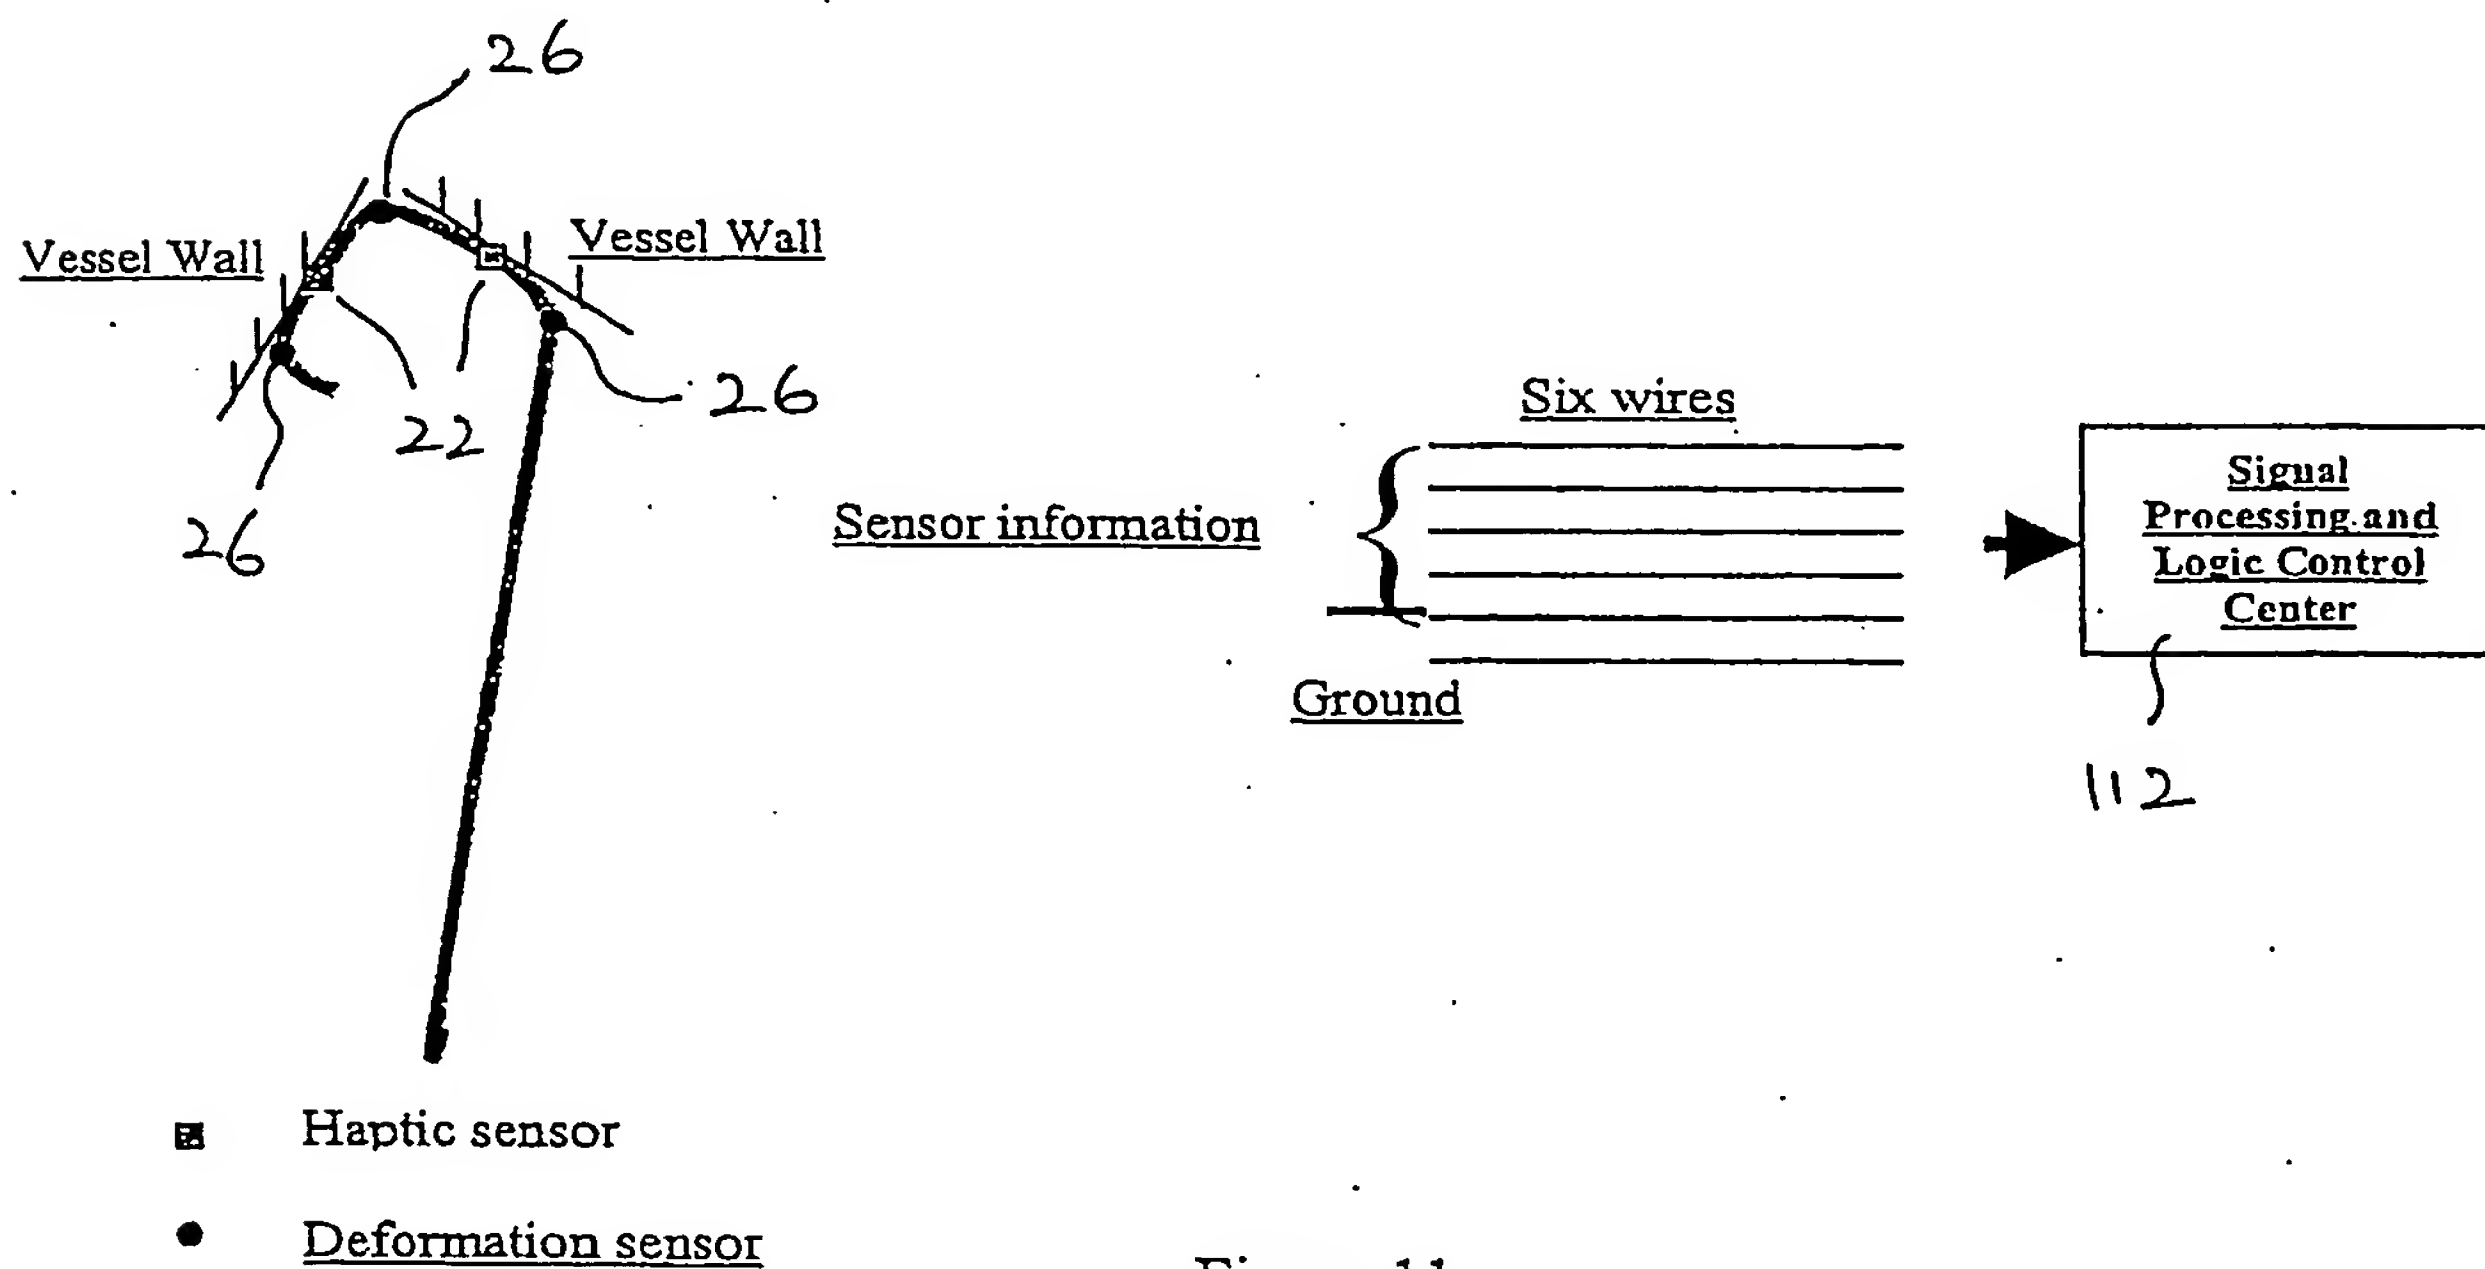 26
Vessel Wall
Vessel Wall
26
22
26
Six wires
Sensor information
Ground
Signal
Processing and
Logic Control
Center
112
Haptic sensor
Deformation sensor